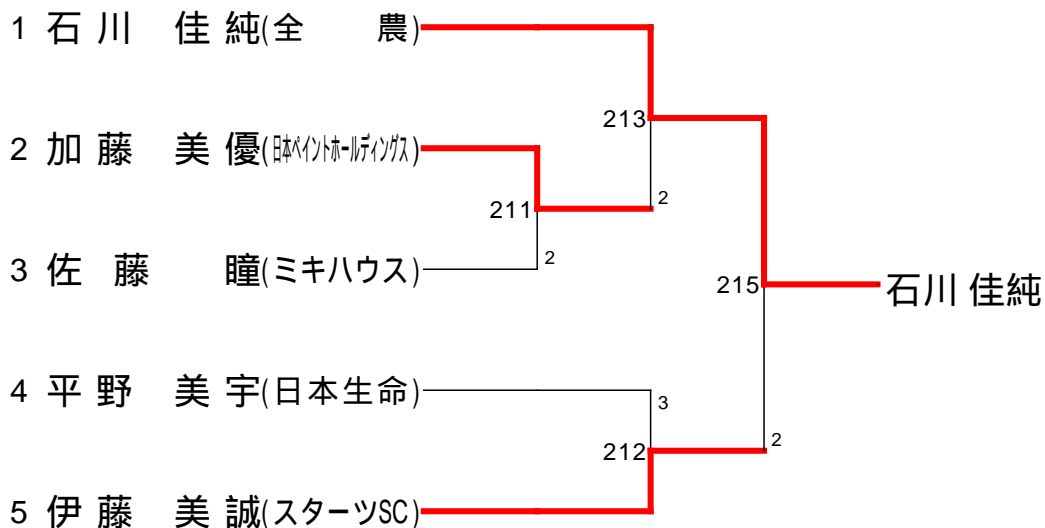 1 石川 佳純(全 農)
213
2 加藤 美優(日本ペイントホールディングス)
2
211
3 佐藤 瞳(ミキハウス)
2
215
石川 佳純
4 平野 美宇(日本生命)
3
2
212
5 伊藤 美誠(スターツSC)